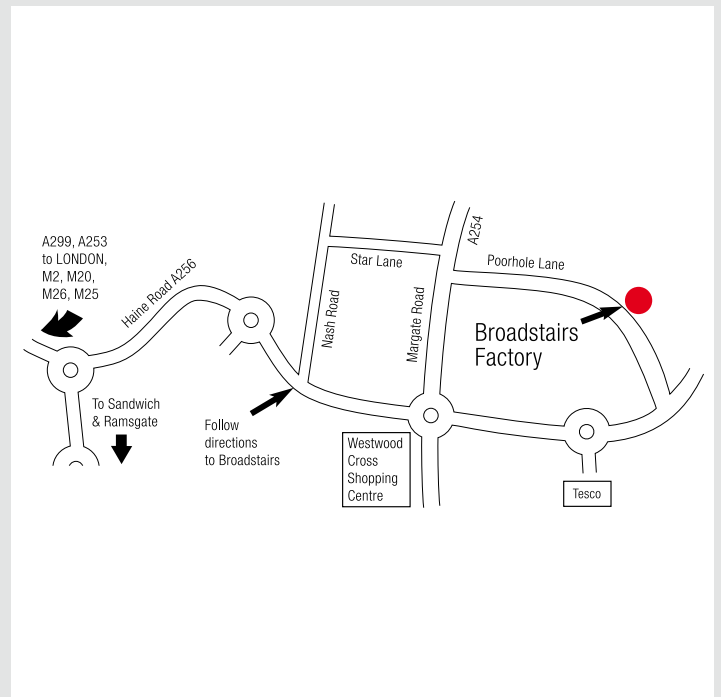 A299, A253
to LONDON,
M2, M20,
M26, M25
Haine Road A256
To Sandwich
& Ramsgate
Follow
directions
to Broadstairs
Nash Road
Star Lane
Margate Road
A254
Poorhole Lane
Broadstairs
Factory
Westwood
Cross
Shopping
Centre
Tesco